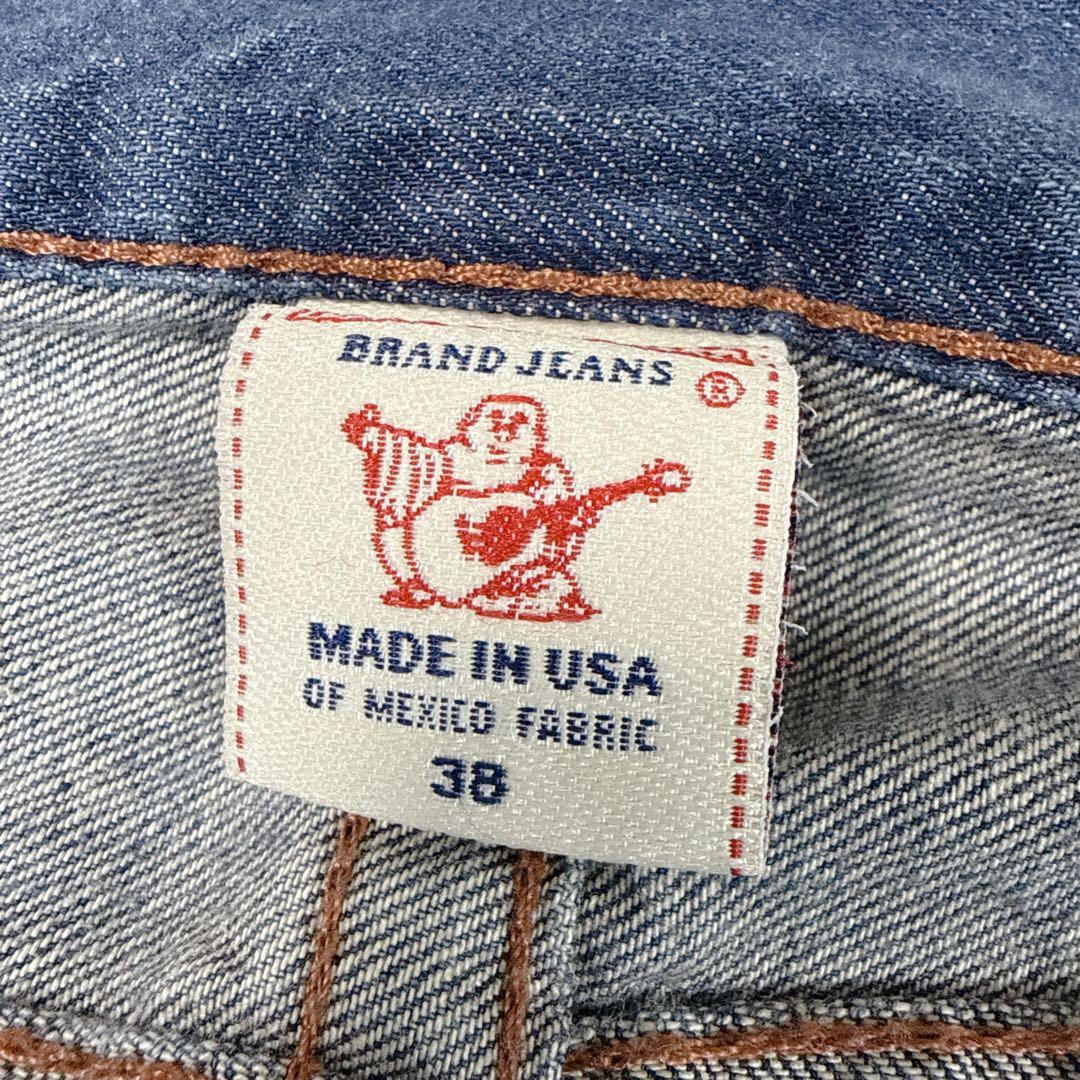 BRAND JEANS
®
MADE IN USA
OF MEXICO FABRIC
38